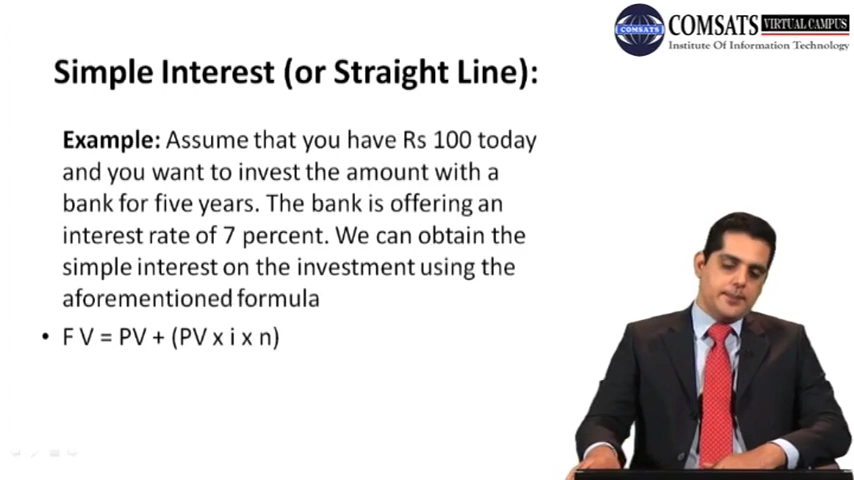 COMSATS VIRTUAL CAMPUS
Institute Of Information Technology
COMSATS
Simple Interest (or Straight Line):
Example: Assume that you have Rs 100 today
and you want to invest the amount with a
bank for five years. The bank is offering an
interest rate of 7 percent. We can obtain the
simple interest on the investment using the
aforementioned formula
• F V = PV + (PV x i x n)